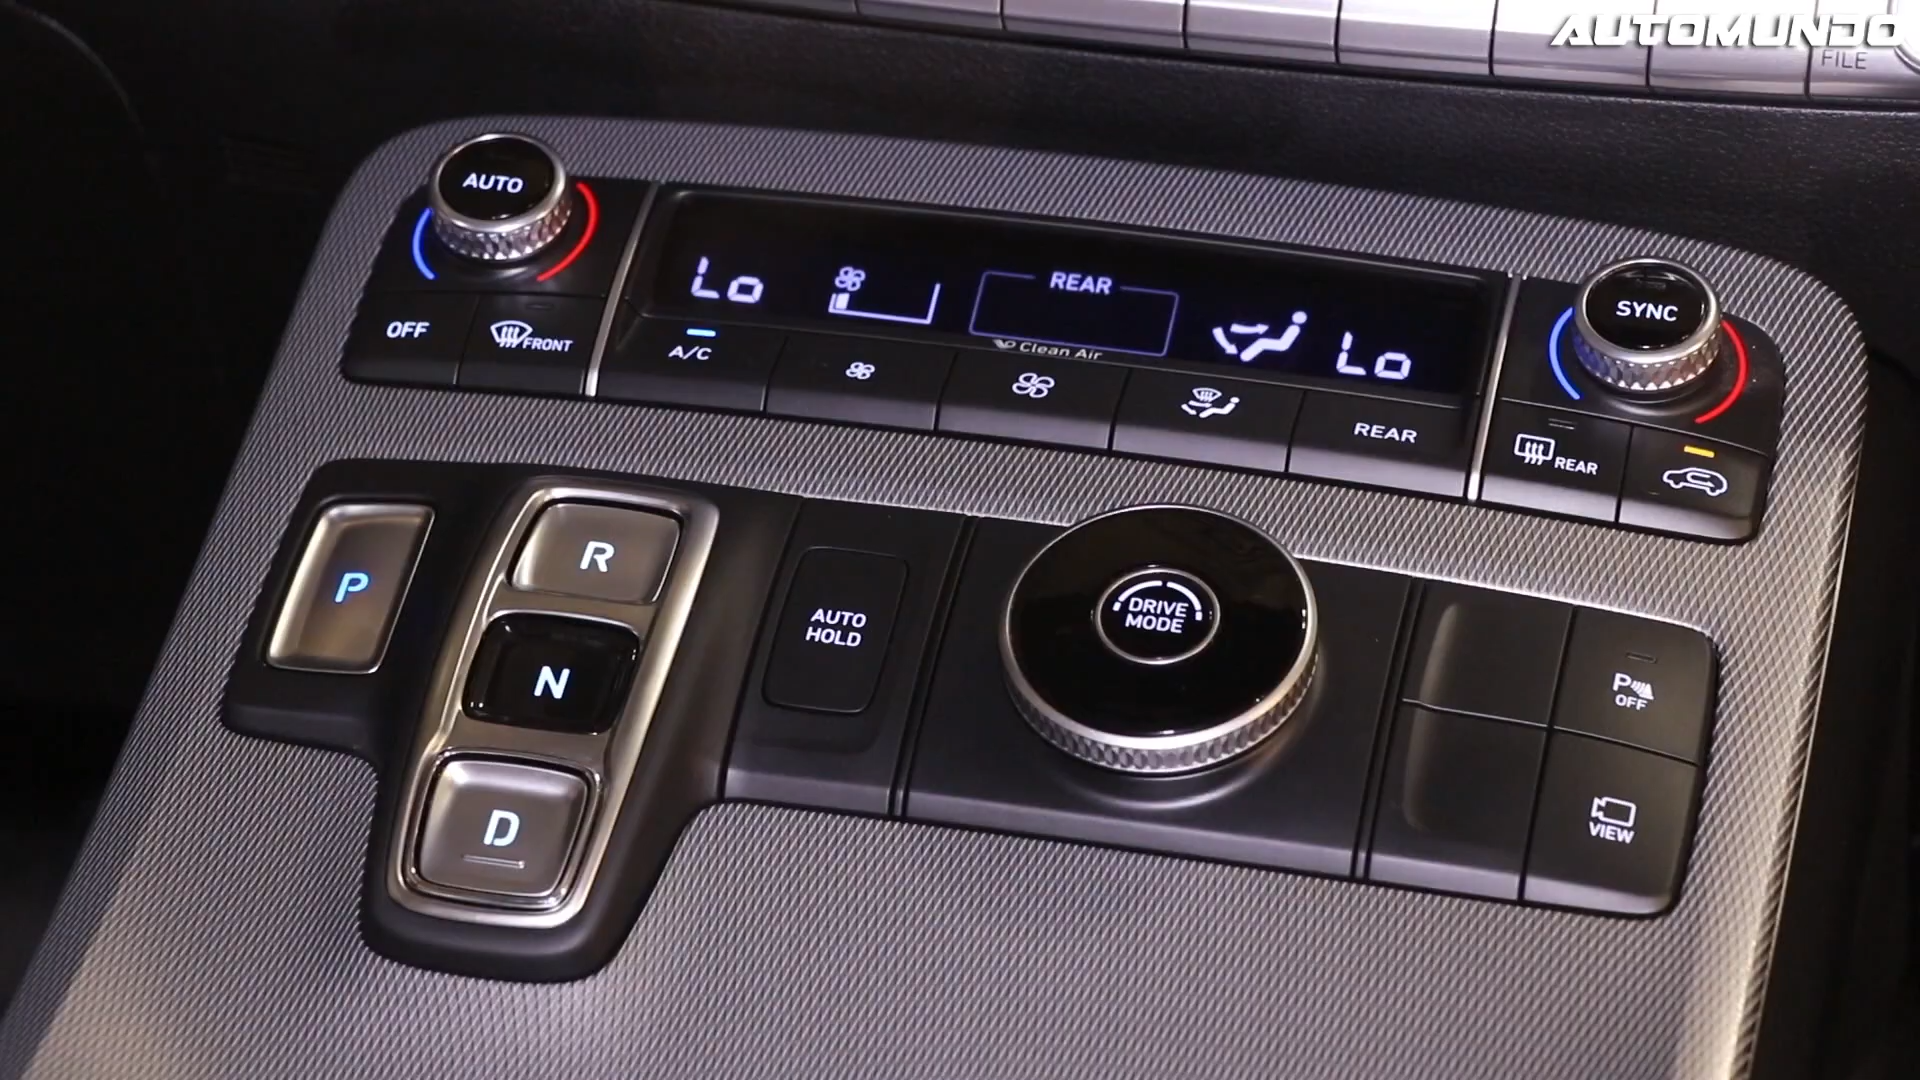 AUTOMUNDO
FILE
AUTO
Lo
REAR
Lo
SYNC
Clean Air
OFF
FRONT
A/C
REAR
REAR
P
R
N
D
AUTO
HOLD
DRIVE
MODE
P
OFF
VIEW